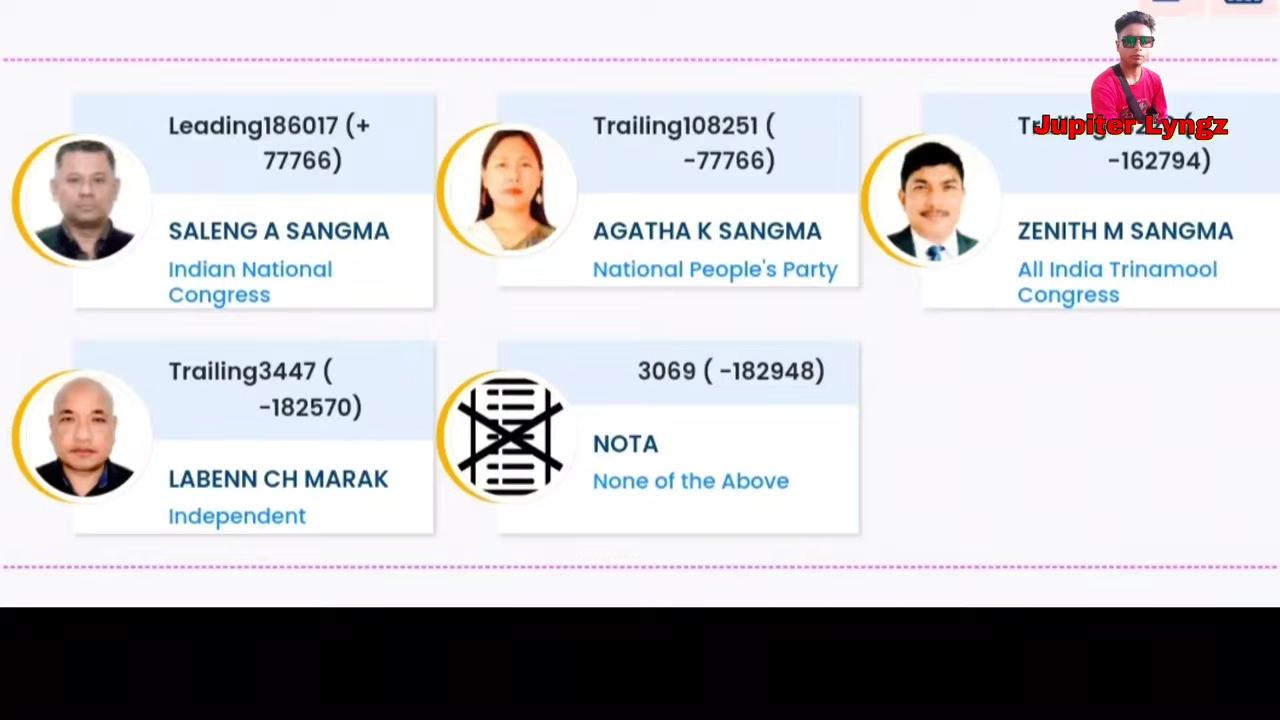 Leading186017 (+
77766)
SALENG A SANGMA
Indian National
Congress
Trailing108251 (
-77766)
AGATHA K SANGMA
National People's Party
Jupiter Lyngz
-162794)
ZENITH M SANGMA
All India Trinamool
Congress
Trailing3447 (
-182570)
LABENN CH MARAK
Independent
3069 ( -182948)
NOTA
None of the Above